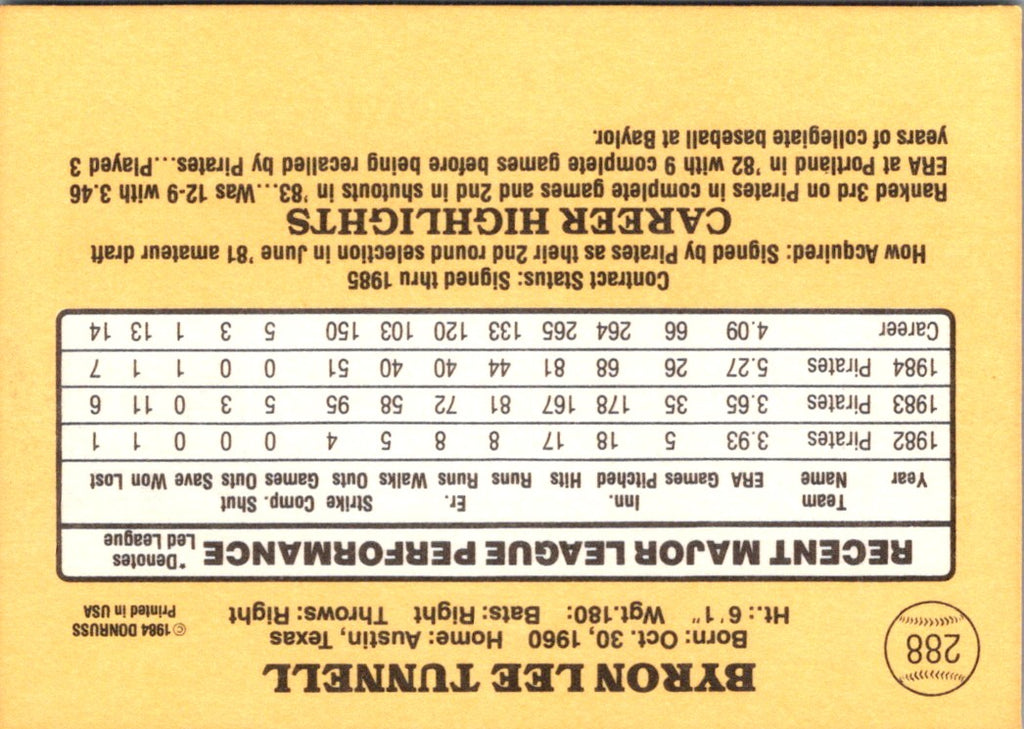 288
BYRON LEE TUNNELL
Born: Oct. 30, 1960 Home: Austin, Texas
Ht.: 6'1" Wgt.180: Bats: Right Throws: Right
©1984 DONRUSS
Printed in USA
RECENT MAJOR LEAGUE PERFORMANCE *Denotes Led League
Year Team Name ERA Games Inn. Pitched Hits Runs Er. Runs Walks Strike Outs Comp. Games Shut Outs Save Won Lost
1982 Pirates 3.93 5 18 17 8 8 5 4 0 0 0 1 1
1983 Pirates 3.65 35 178 167 81 72 58 95 5 3 0 11 6
1984 Pirates 5.27 26 68 81 44 40 40 51 0 0 1 1 7
Career 4.09 66 264 265 133 120 103 150 5 3 1 13 14
Contract Status: Signed thru 1985
How Acquired: Signed by Pirates as their 2nd round selection in June '81 amateur draft
CAREER HIGHLIGHTS
Ranked 3rd on Pirates in complete games and 2nd in shutouts in '83...Was 12-9 with 3.46
ERA at Portland in '82 with 9 complete games before being recalled by Pirates...Played 3
years of collegiate baseball at Baylor.